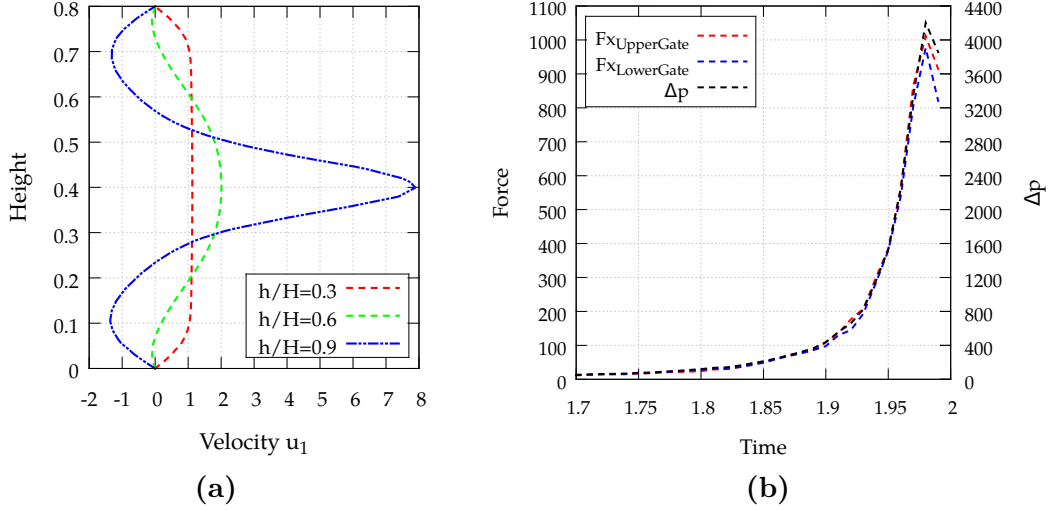 0.8
0.7
0.6
0.5
0.4
0.3
0.2
0.1
0
Height
-2 -1 0 1 2 3 4 5 6 7 8
Velocity u1
h/H=0.3
h/H=0.6
h/H=0.9
(a)
1100
1000
900
800
700
600
500
400
300
200
100
0
Force
FxUpperGate
FxLowerGate
Δp
4400
4000
3600
3200
2800
2400
2000
1600
1200
800
400
0
Δp
1.7 1.75 1.8 1.85 1.9 1.95 2
Time
(b)